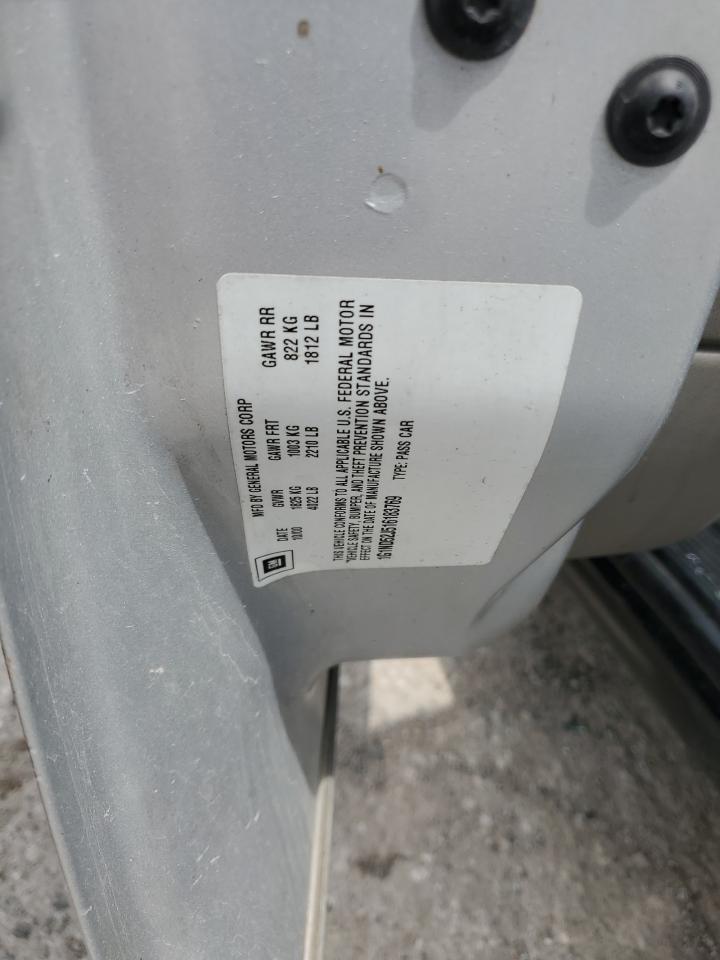 GM
MFD BY GENERAL MOTORS CORP
DATE GVWR GAWR FRT GAWR RR
10/00 1825 KG 1003 KG 822 KG
4022 LB 2210 LB 1812 LB
THIS VEHICLE CONFORMS TO ALL APPLICABLE U.S. FEDERAL MOTOR
VEHICLE SAFETY, BUMPER, AND THEFT PREVENTION STANDARDS IN
EFFECT ON THE DATE OF MANUFACTURE SHOWN ABOVE.
1G1ND52J516183769 TYPE: PASS CAR